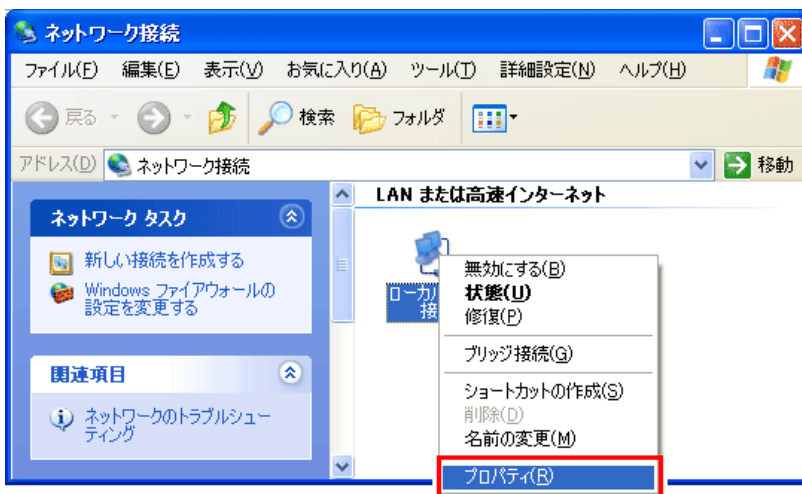 ネットワーク接続
ファイル(F) 編集(E) 表示(V) お気に入り(A) ツール(T) 詳細設定(N) ヘルプ(H)
戻る 検索 フォルダ
アドレス(D) ネットワーク接続 移動
ネットワーク タスク
新しい接続を作成する
Windows ファイアウォールの
設定を変更する
関連項目
ネットワークのトラブルシュー
ティング
LAN または高速インターネット
ローカル
接
無効にする(B)
状態(U)
修復(P)
ブリッジ接続(G)
ショートカットの作成(S)
削除(D)
名前の変更(M)
プロパティ(R)